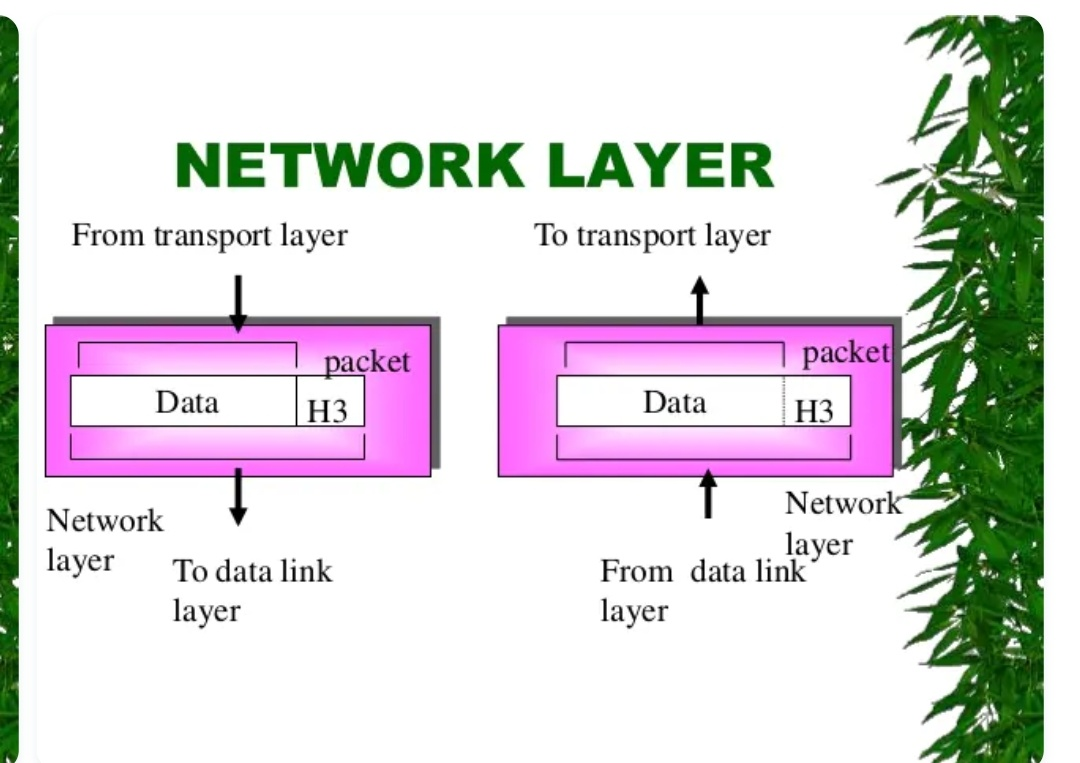 NETWORK LAYER
From transport layer
packet
Data
H3
Network
layer
To data link
layer
To transport layer
packet
Data
H3
Network
layer
From data link
layer